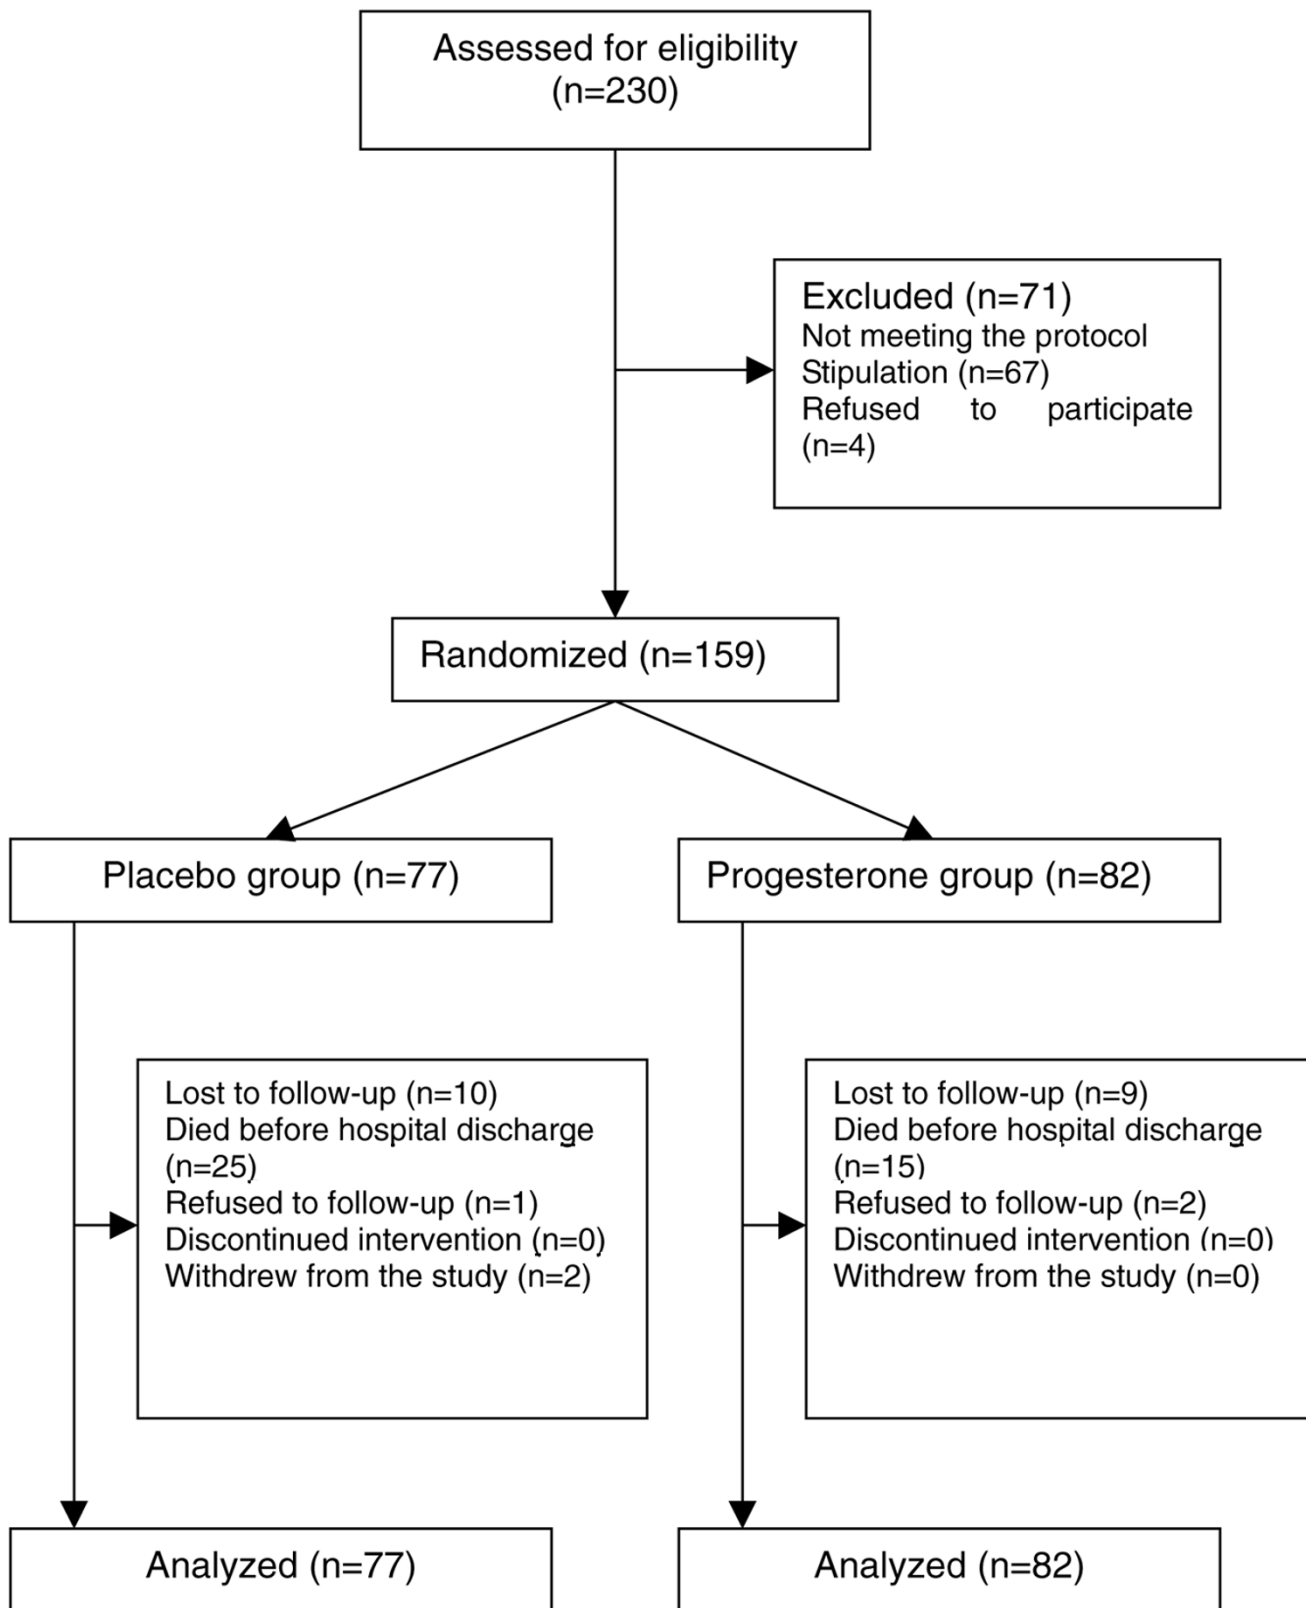 Assessed for eligibility
(n=230)
Excluded (n=71)
Not meeting the protocol
Stipulation (n=67)
Refused to participate
(n=4)
Randomized (n=159)
Placebo group (n=77)
Progesterone group (n=82)
Lost to follow-up (n=10)
Died before hospital discharge
(n=25)
Refused to follow-up (n=1)
Discontinued intervention (n=0)
Withdrew from the study (n=2)
Lost to follow-up (n=9)
Died before hospital discharge
(n=15)
Refused to follow-up (n=2)
Discontinued intervention (n=0)
Withdrew from the study (n=0)
Analyzed (n=77)
Analyzed (n=82)